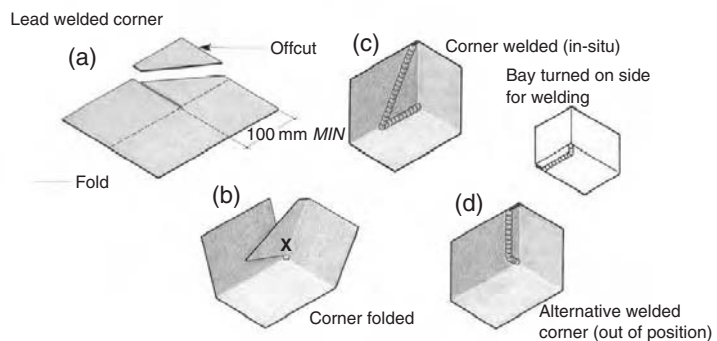 Lead welded corner
(a)
Offcut
100 mm MIN
Fold
(c)
Corner welded (in-situ)
Bay turned on side
for welding
(b)
X
Corner folded
(d)
Alternative welded
corner (out of position)